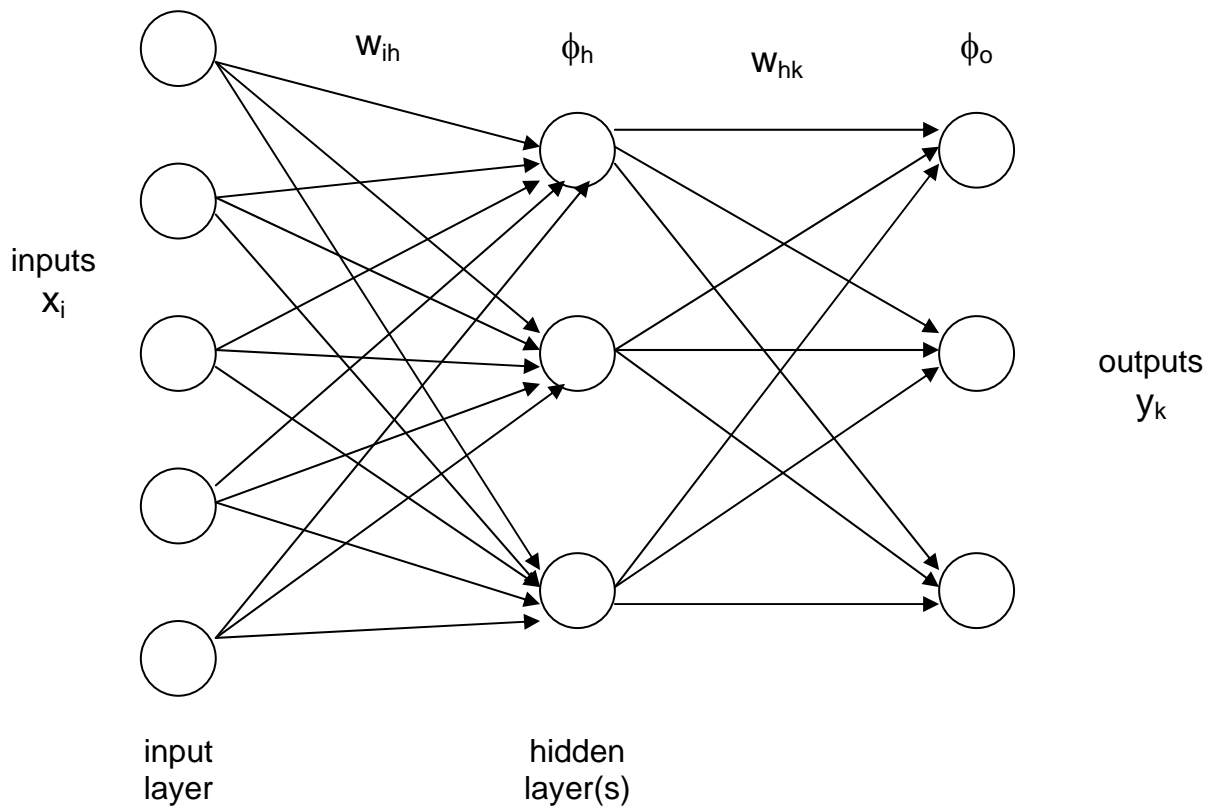 w_ih
ϕ_h
w_hk
ϕ_o
inputs
x_i
outputs
y_k
input
layer
hidden
layer(s)